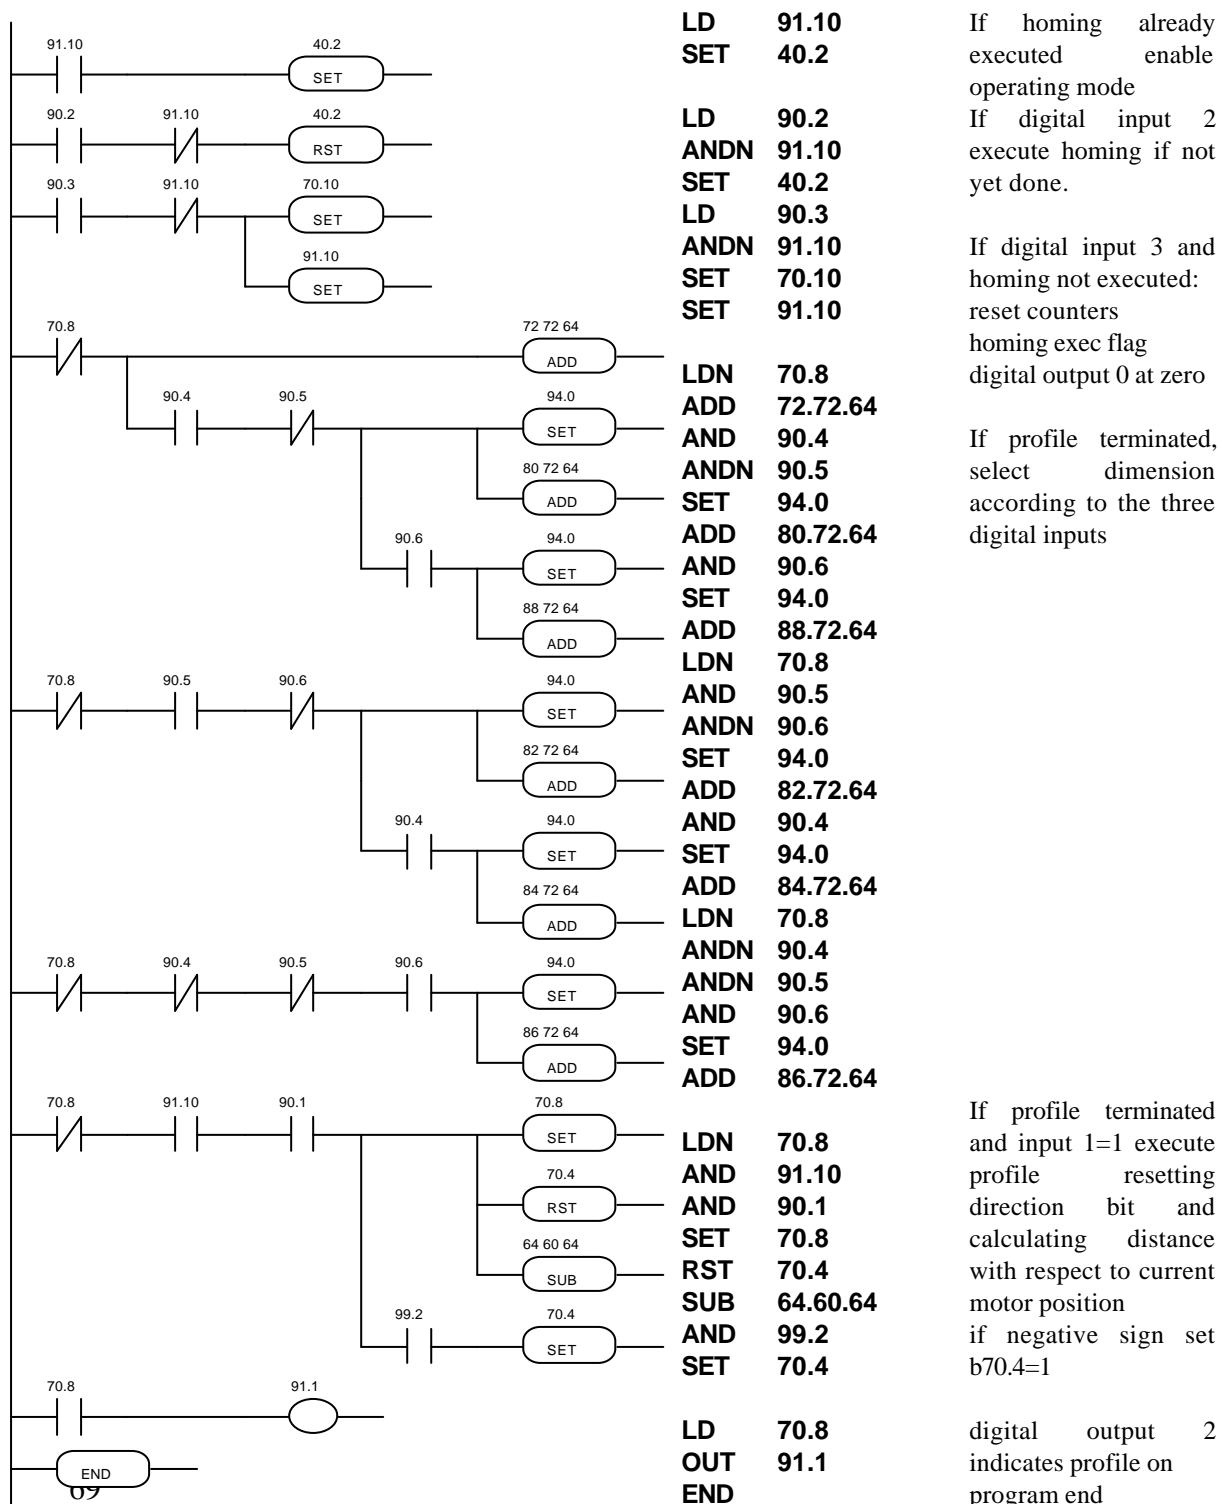 91.10 40.2
SET
90.2 91.10 40.2
RST
90.3 91.10 70.10
SET
91.10
SET
70.8 72 72 64
ADD
90.4 90.5 94.0
SET
80 72 64
ADD
90.6 94.0
SET
88 72 64
ADD
70.8 90.5 90.6 94.0
SET
82 72 64
ADD
90.4 94.0
SET
84 72 64
ADD
70.8 90.4 90.5 90.6 94.0
SET
86 72 64
ADD
70.8 91.10 90.1 70.8
SET
70.4
RST
64 60 64
SUB
99.2 70.4
SET
70.8 91.1
END
69
LD 91.10
SET 40.2
LD 90.2
ANDN 91.10
SET 40.2
LD 90.3
ANDN 91.10
SET 70.10
SET 91.10
LDN 70.8
ADD 72.72.64
AND 90.4
ANDN 90.5
SET 94.0
ADD 80.72.64
AND 90.6
SET 94.0
ADD 88.72.64
LDN 70.8
AND 90.5
ANDN 90.6
SET 94.0
ADD 82.72.64
AND 90.4
SET 94.0
ADD 84.72.64
LDN 70.8
ANDN 90.4
ANDN 90.5
AND 90.6
SET 94.0
ADD 86.72.64
LDN 70.8
AND 91.10
AND 90.1
SET 70.8
RST 70.4
SUB 64.60.64
AND 99.2
SET 70.4
LD 70.8
OUT 91.1
END
If homing already
executed enable
operating mode
If digital input 2
execute homing if not
yet done.
If digital input 3 and
homing not executed:
reset counters
homing exec flag
digital output 0 at zero
If profile terminated,
select dimension
according to the three
digital inputs
If profile terminated
and input 1=1 execute
profile resetting
direction bit and
calculating distance
with respect to current
motor position
if negative sign set
b70.4=1
digital output 2
indicates profile on
program end